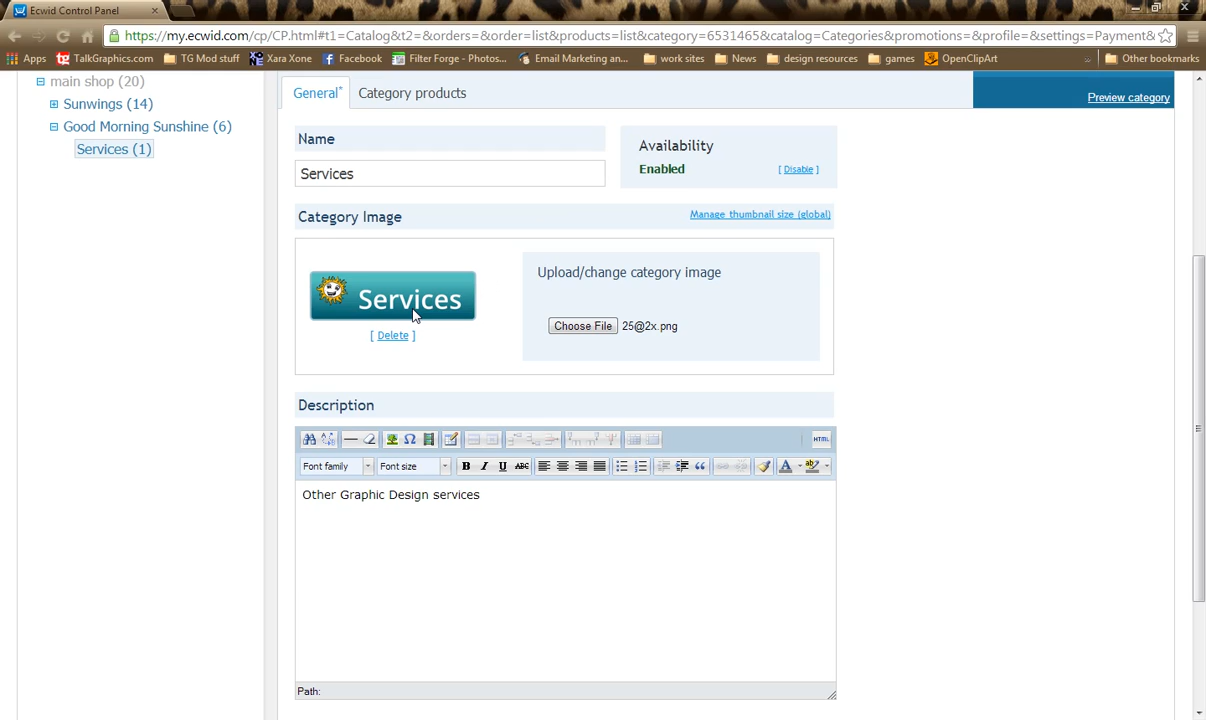 Ecwid Control Panel
https://my.ecwid.com/cp/CP.html#t1=Catalog&t2=&orders=&order=list&products=list&category=6531465&catalog=Categories&promotions=&profile=&settings=Payment&
Apps TalkGraphics.com TG Mod stuff Xara Xone Facebook Filter Forge - Photos... Email Marketing an... work sites News design resources games OpenClipArt » Other bookmarks
main shop (20)
Sunwings (14)
Good Morning Sunshine (6)
Services (1)
General* Category products
Preview category
Name
Services
Availability
Enabled [ Disable ]
Category Image
Manage thumbnail size (global)
Services
[ Delete ]
Upload/change category image
Choose File 25@2x.png
Description
HTML
Font family Font size B I U ABC A ab
Other Graphic Design services
Path: